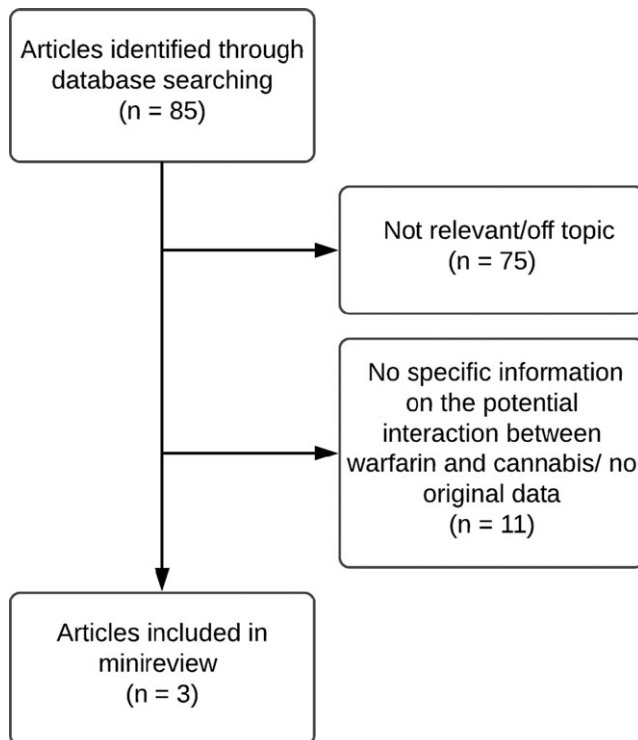 Articles identified through
database searching
(n = 85)
Not relevant/off topic
(n = 75)
No specific information
on the potential
interaction between
warfarin and cannabis/ no
original data
(n = 11)
Articles included in
minireview
(n = 3)